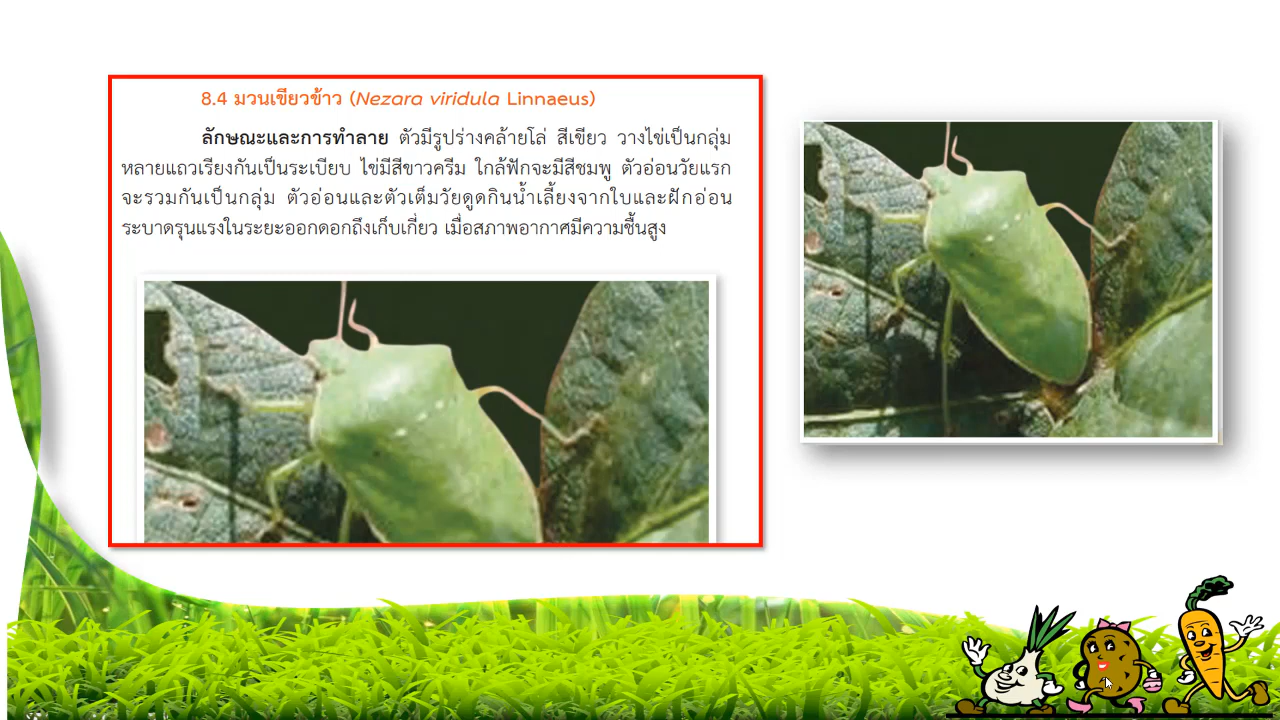 8.4 มวนเขียวข้าว (Nezara viridula Linnaeus)
ลักษณะและการทำลาย ตัวมีรูปร่างคล้ายโล่ สีเขียว วางไข่เป็นกลุ่ม
หลายแถวเรียงกันเป็นระเบียบ ไข่มีสีขาวครีม ใกล้ฟักจะมีสีชมพู ตัวอ่อนวัยแรก
จะรวมกันเป็นกลุ่ม ตัวอ่อนและตัวเต็มวัยดูดกินน้ำเลี้ยงจากใบและฝักอ่อน
ระบาดรุนแรงในระยะออกดอกถึงเก็บเกี่ยว เมื่อสภาพอากาศมีความชื้นสูง